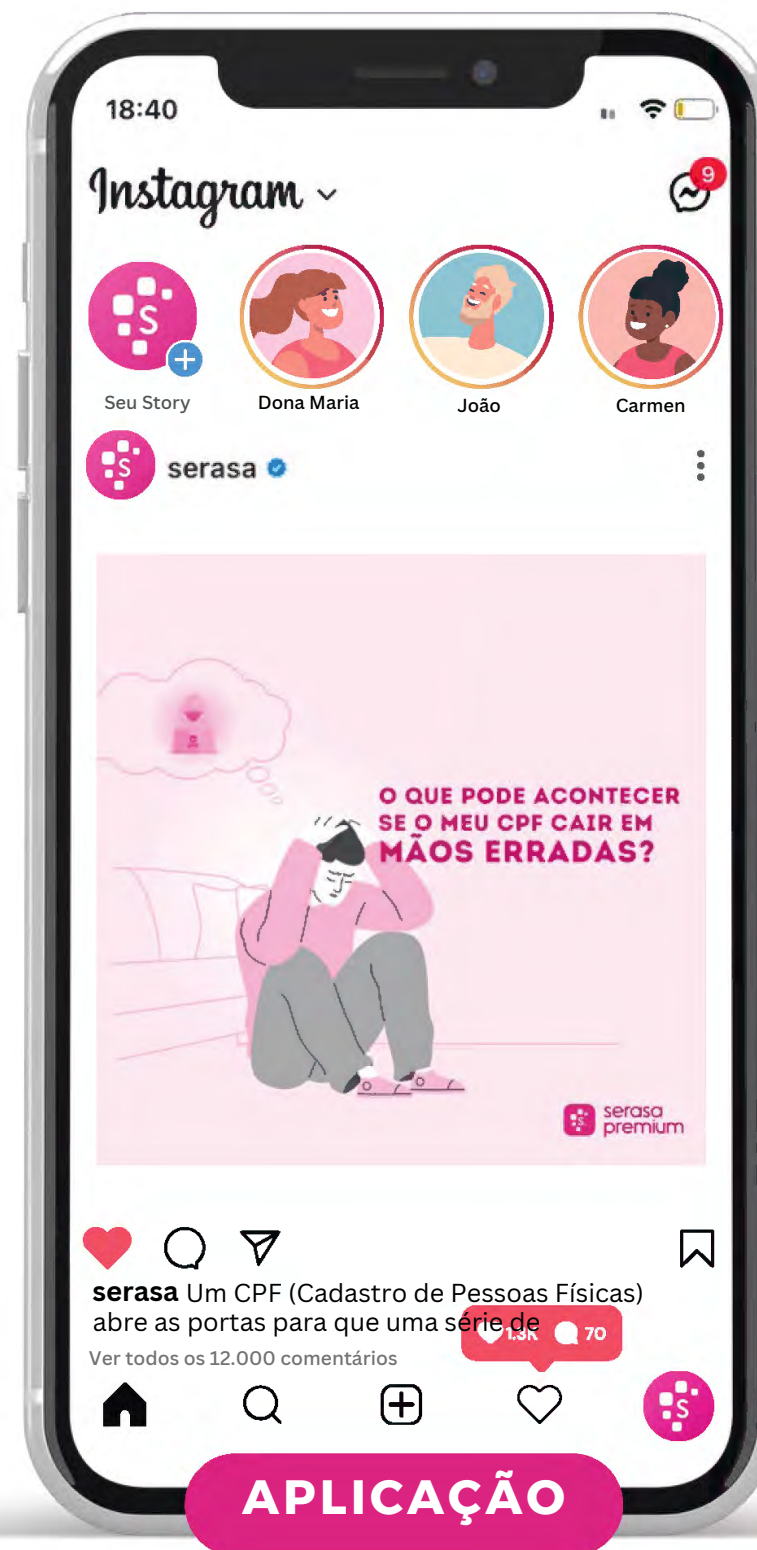 18:40
Instagram
9
S
Seu Story
Dona Maria
João
Carmen
S
serasa
O QUE PODE ACONTECER
SE O MEU CPF CAIR EM
MÃOS ERRADAS?
S
serasa
premium
serasa Um CPF (Cadastro de Pessoas Físicas)
abre as portas para que uma série de
1.3K 70
Ver todos os 12.000 comentários
S
APLICAÇÃO